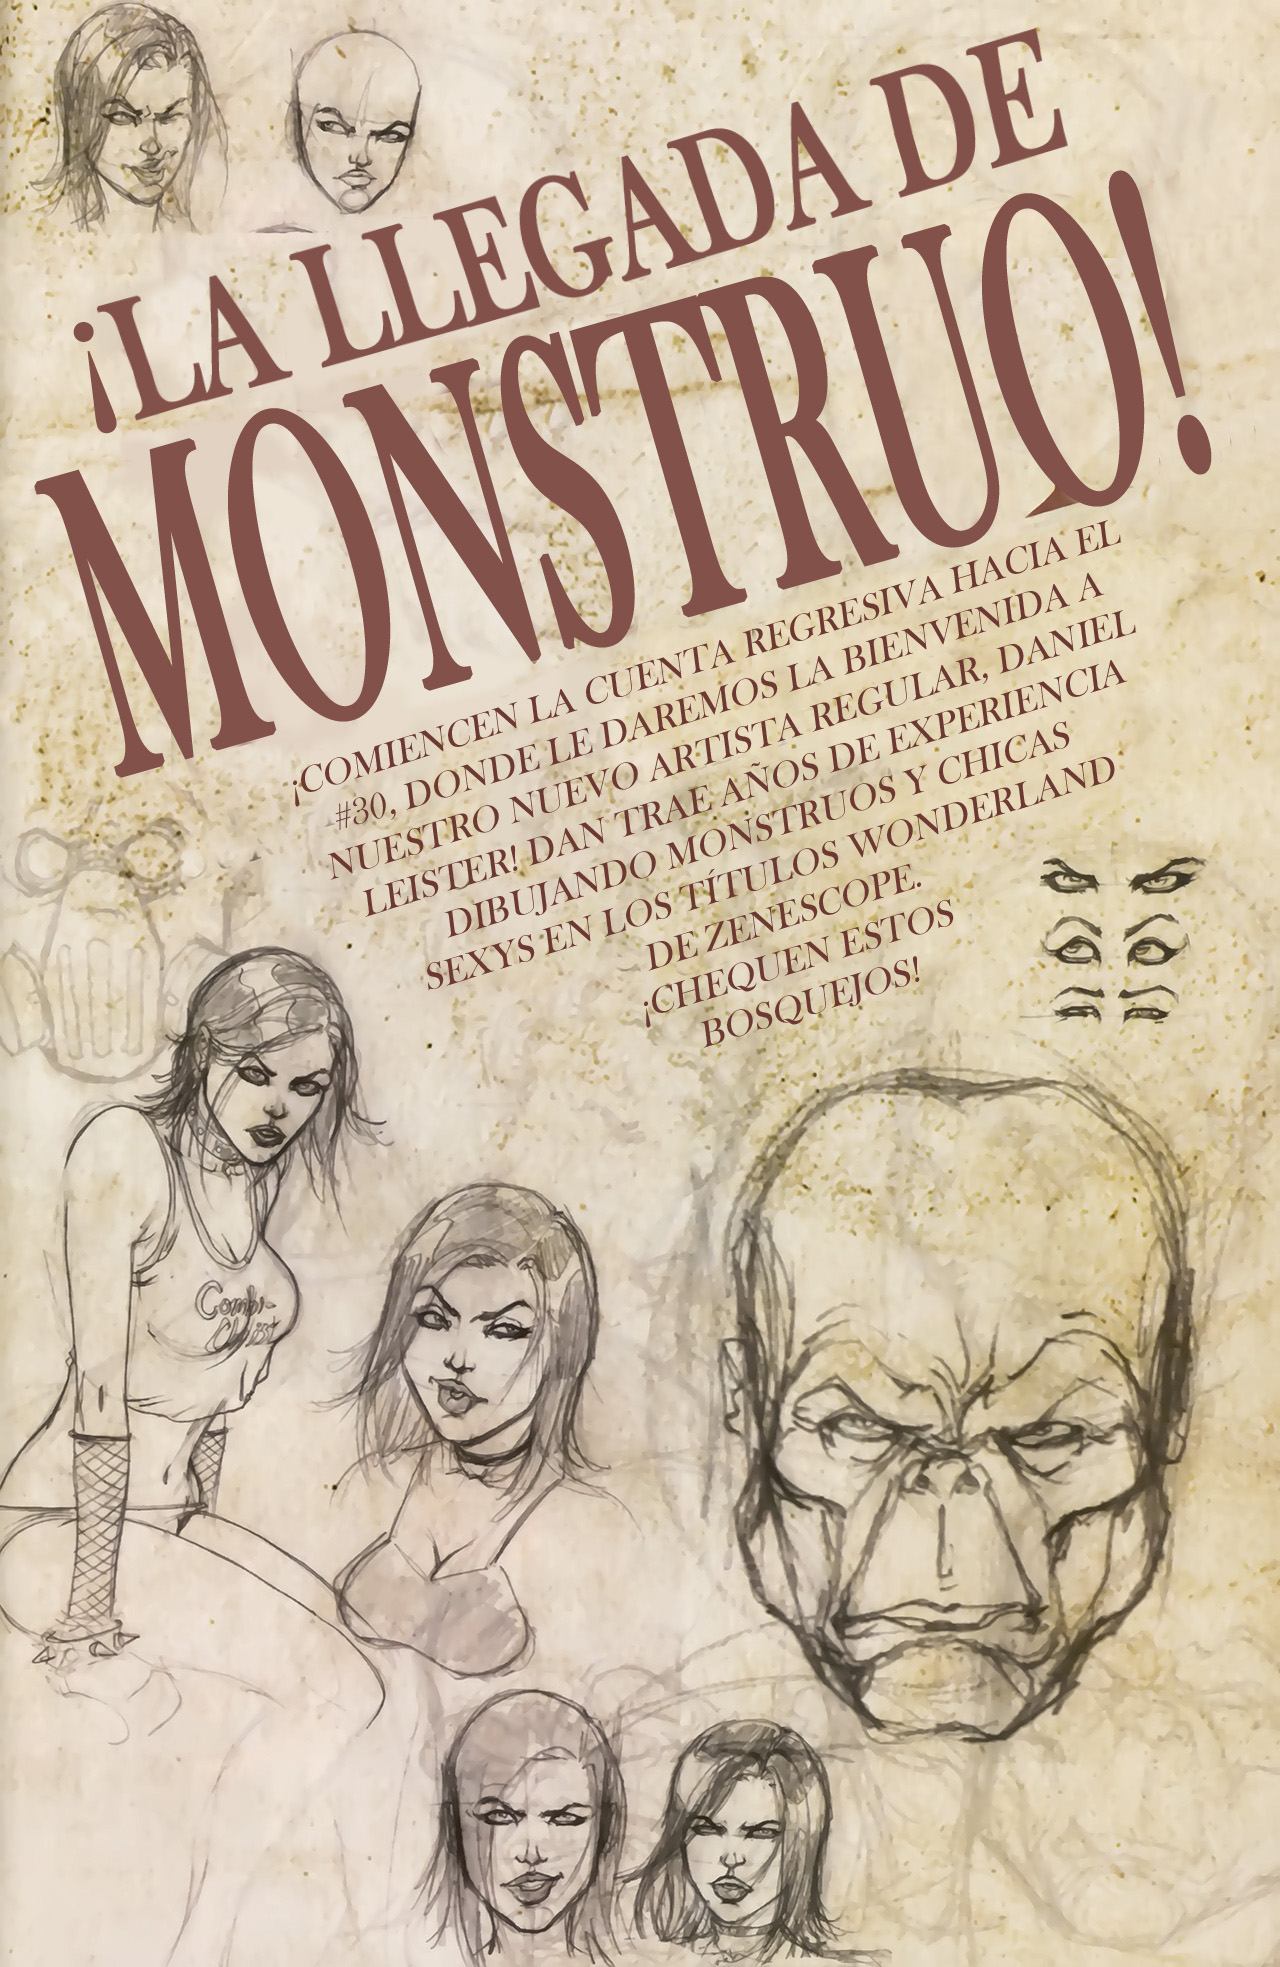 ¡LA LLEGADA DE
MONSTRUO!
¡COMIENCEN LA CUENTA REGRESIVA HACIA EL
#30, DONDE LE DAREMOS LA BIENVENIDA A
NUESTRO NUEVO ARTISTA REGULAR, DANIEL
LEISTER! DAN TRAE AÑOS DE EXPERIENCIA
DIBUJANDO MONSTRUOS Y CHICAS
SEXYS EN LOS TÍTULOS WONDERLAND
DE ZENESCOPE.
¡CHEQUEN ESTOS
BOSQUEJOS!
Combi-
Christ